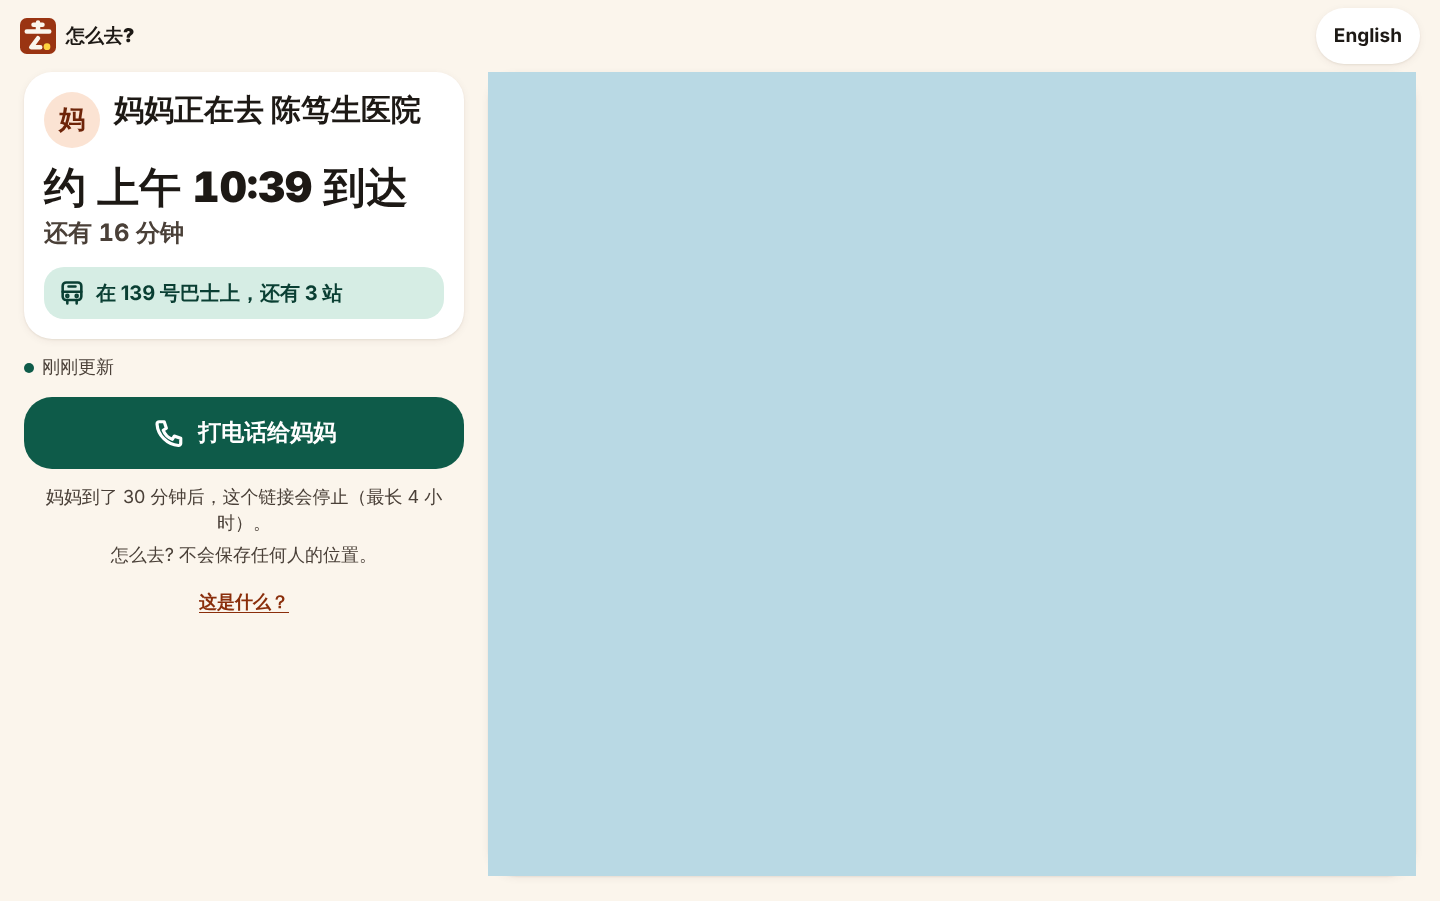 怎么去?
English
妈
妈妈正在去 陈笃生医院
约 上午 10:39 到达
还有 16 分钟
在 139 号巴士上，还有 3 站
刚刚更新
打电话给妈妈
妈妈到了 30 分钟后，这个链接会停止（最长 4 小
时）。
怎么去? 不会保存任何人的位置。
这是什么？